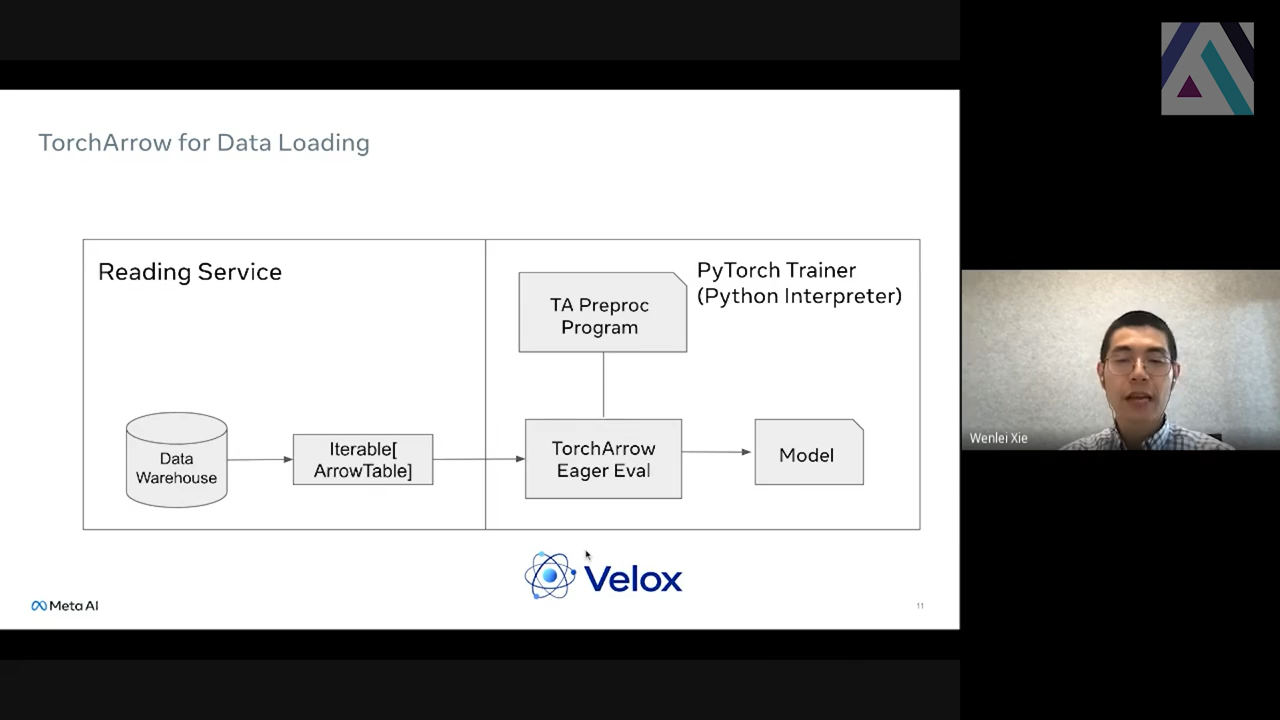 TorchArrow for Data Loading
Reading Service
PyTorch Trainer
(Python Interpreter)
TA Preproc
Program
Data
Warehouse
Iterable[
ArrowTable]
TorchArrow
Eager Eval
Model
Velox
Meta AI
11
Wenlei Xie